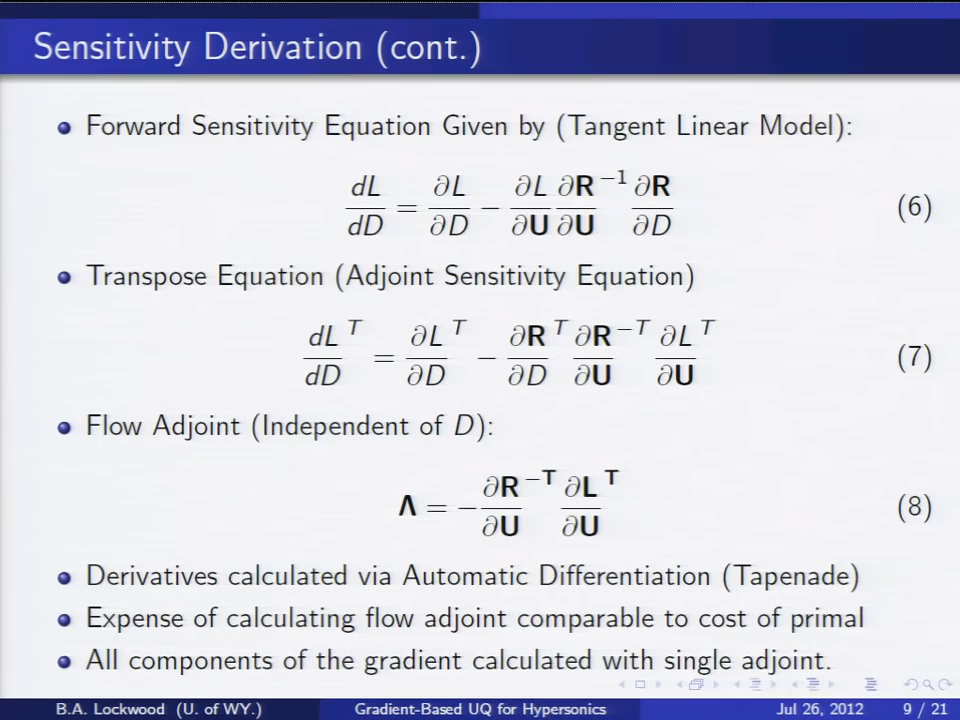 Sensitivity Derivation (cont.)
Forward Sensitivity Equation Given by (Tangent Linear Model):
dL/dD = ∂L/∂D − ∂L/∂U ∂R/∂U⁻¹ ∂R/∂D (6)
Transpose Equation (Adjoint Sensitivity Equation)
dL/dD ᵀ = ∂L/∂D ᵀ − ∂R/∂D ᵀ ∂R/∂U ⁻ᵀ ∂L/∂U ᵀ (7)
Flow Adjoint (Independent of D):
Λ = − ∂R/∂U ⁻ᵀ ∂L/∂U ᵀ (8)
Derivatives calculated via Automatic Differentiation (Tapenade)
Expense of calculating flow adjoint comparable to cost of primal
All components of the gradient calculated with single adjoint.
B.A. Lockwood (U. of WY.) Gradient-Based UQ for Hypersonics Jul 26, 2012 9 / 21